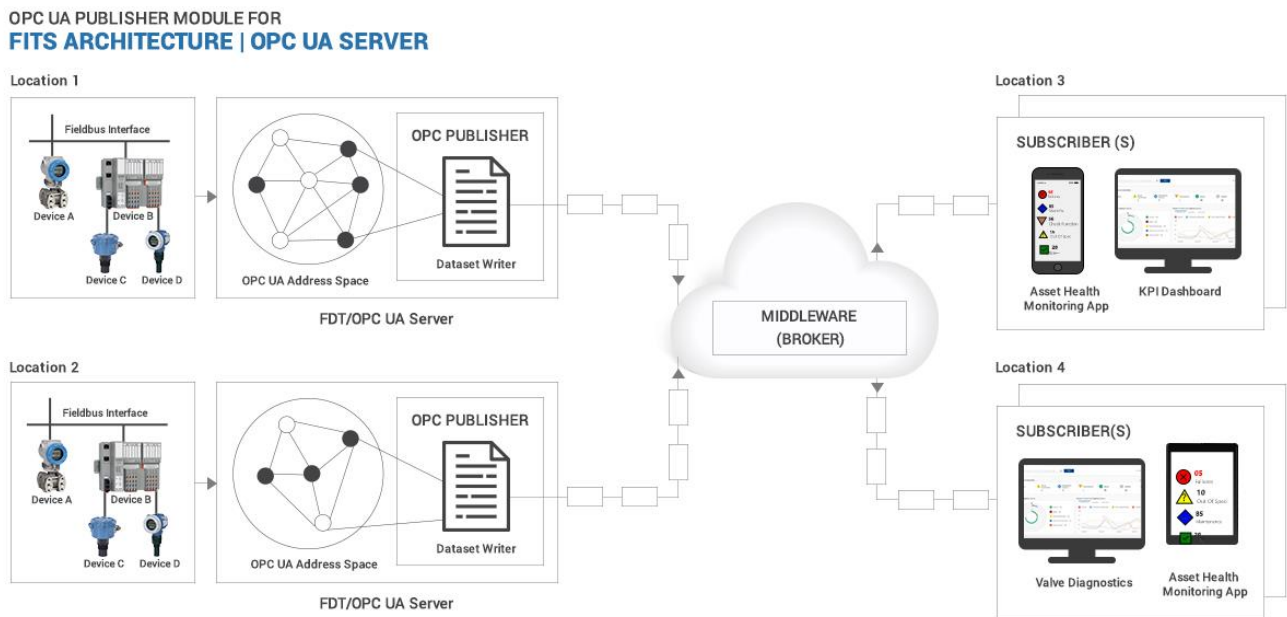 OPC UA PUBLISHER MODULE FOR
FITS ARCHITECTURE | OPC UA SERVER
Location 1
Fieldbus Interface
Device A
Device B
Device C
Device D
OPC UA Address Space
OPC PUBLISHER
Dataset Writer
FDT/OPC UA Server
Location 2
Fieldbus Interface
Device A
Device B
Device C
Device D
OPC UA Address Space
OPC PUBLISHER
Dataset Writer
FDT/OPC UA Server
MIDDLEWARE
(BROKER)
Location 3
SUBSCRIBER (S)
Asset Health
Monitoring App
KPI Dashboard
Location 4
SUBSCRIBER(S)
05
10
Out Of Spec
Valve Diagnostics
Asset Health
Monitoring App